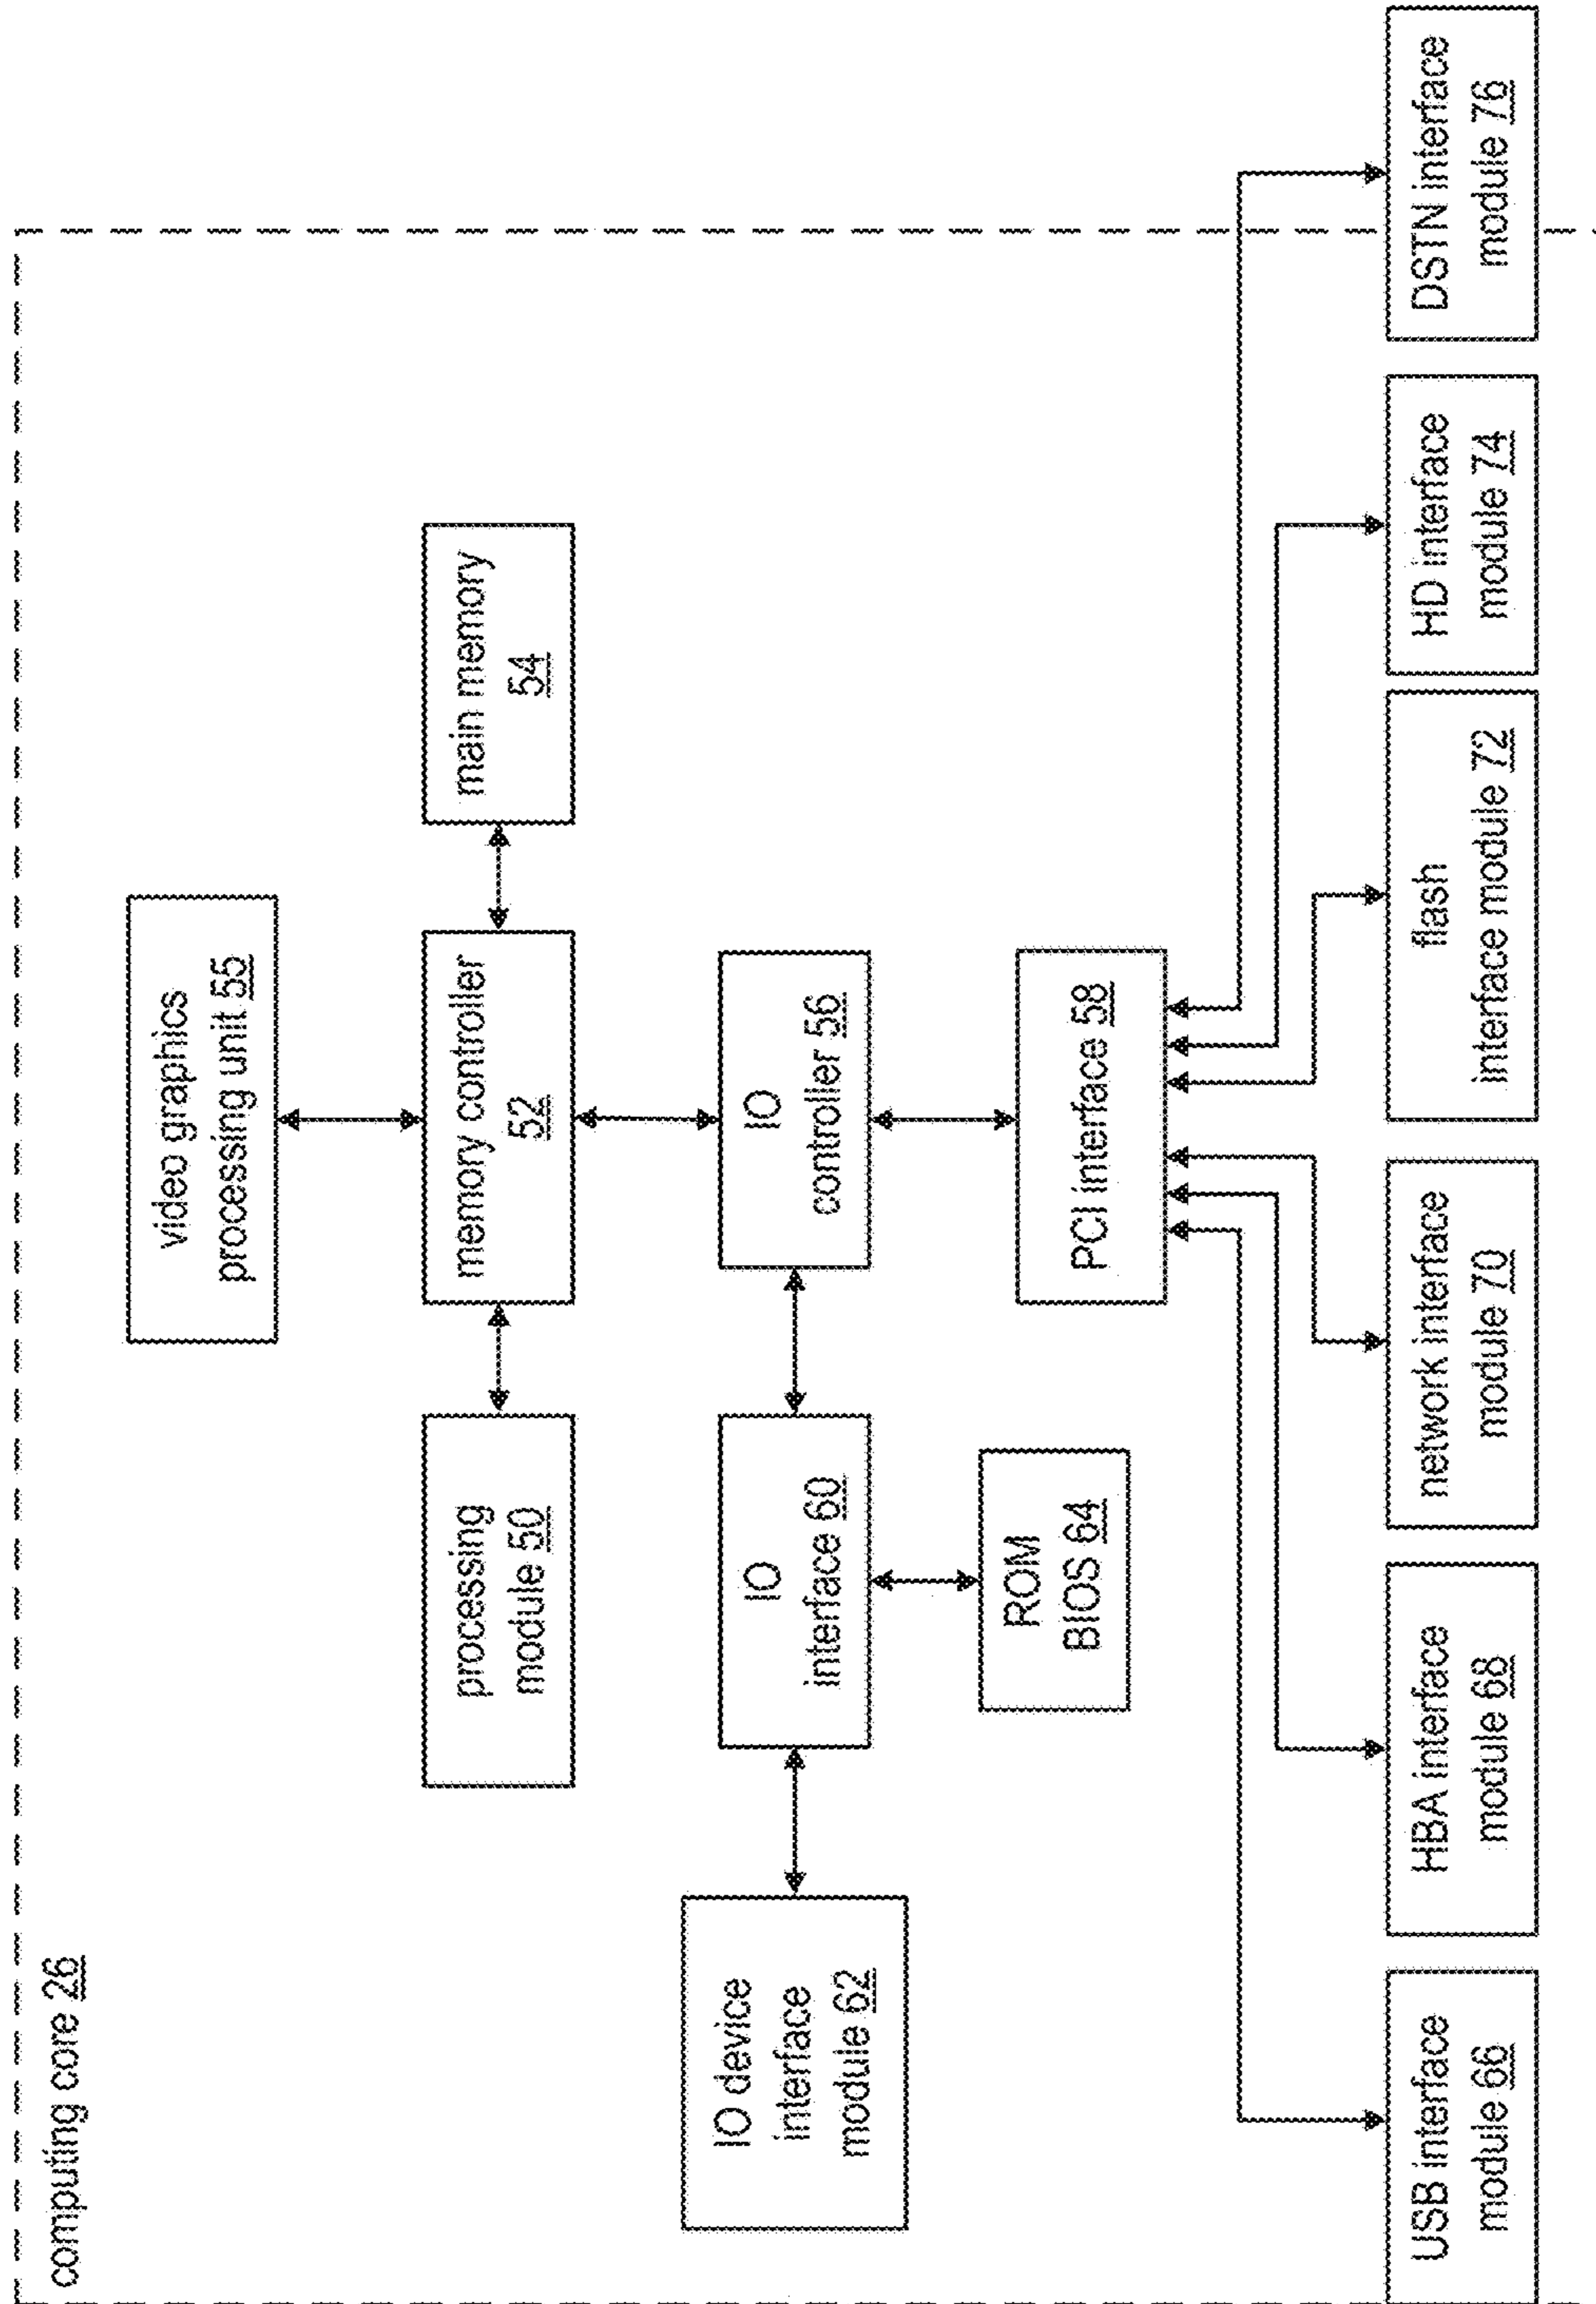 computing core 26
video graphics
processing unit 55
processing
module 50
memory controller
52
main memory
54
IO device
interface
module 62
IO
interface 60
IO
controller 56
ROM
BIOS 64
PCI interface 58
USB interface
module 66
HBA interface
module 68
network interface
module 70
flash
interface module 72
HD interface
module 74
DSTN interface
module 76